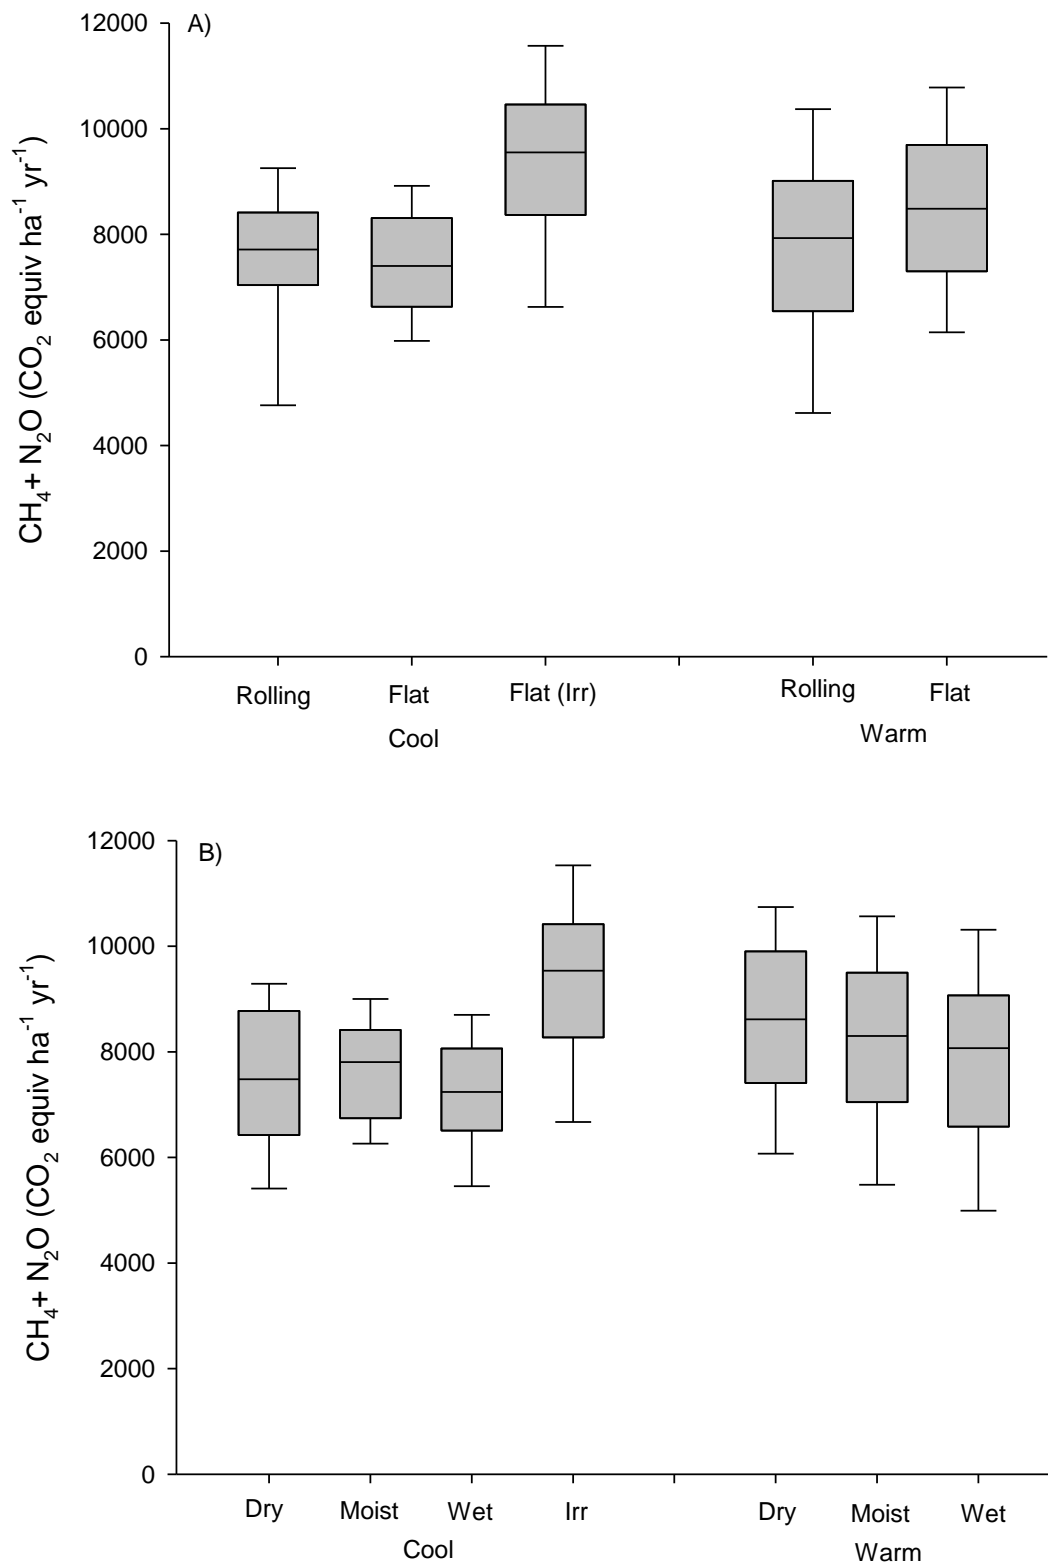 A)
12000
10000
8000
6000
4000
2000
0
CH₄+ N₂O (CO₂ equiv ha⁻¹ yr⁻¹)
Rolling Flat Flat (Irr) Rolling Flat
Cool Warm
B)
12000
10000
8000
6000
4000
2000
0
CH₄+ N₂O (CO₂ equiv ha⁻¹ yr⁻¹)
Dry Moist Wet Irr Dry Moist Wet
Cool Warm